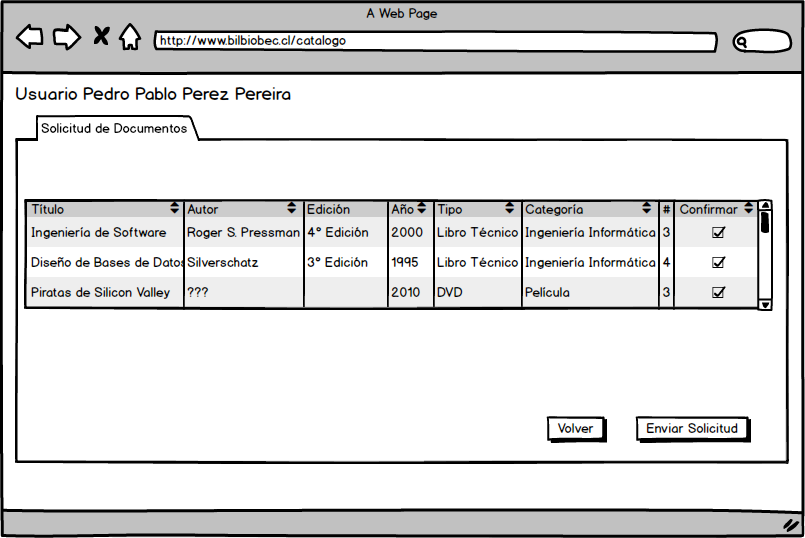 A Web Page
http://www.bilbiobec.cl/catalogo
Usuario Pedro Pablo Perez Pereira
Solicitud de Documentos
Título Autor Edición Año Tipo Categoría # Confirmar
Ingeniería de Software Roger S. Pressman 4° Edición 2000 Libro Técnico Ingeniería Informática 3
Diseño de Bases de Datos Silverschatz 3° Edición 1995 Libro Técnico Ingeniería Informática 4
Piratas de Silicon Valley ??? 2010 DVD Película 3
Volver Enviar Solicitud